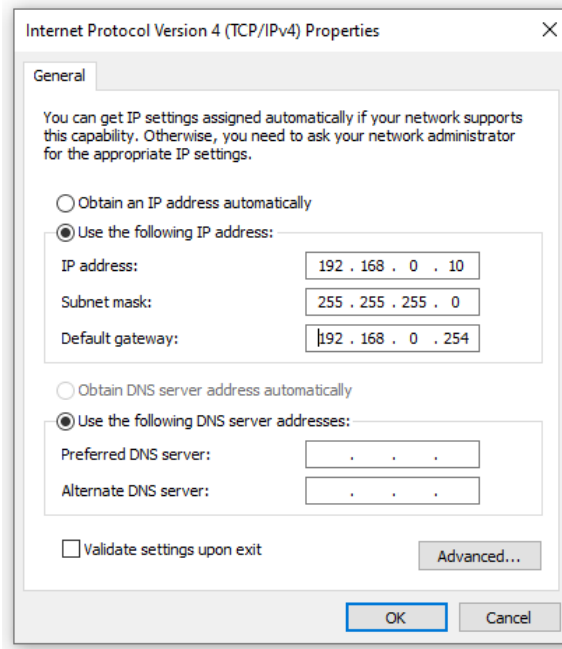 Internet Protocol Version 4 (TCP/IPv4) Properties
General
You can get IP settings assigned automatically if your network supports
this capability. Otherwise, you need to ask your network administrator
for the appropriate IP settings.
Obtain an IP address automatically
Use the following IP address:
IP address: 192 . 168 . 0 . 10
Subnet mask: 255 . 255 . 255 . 0
Default gateway: 192 . 168 . 0 . 254
Obtain DNS server address automatically
Use the following DNS server addresses:
Preferred DNS server: . . .
Alternate DNS server: . . .
Validate settings upon exit
Advanced...
OK Cancel